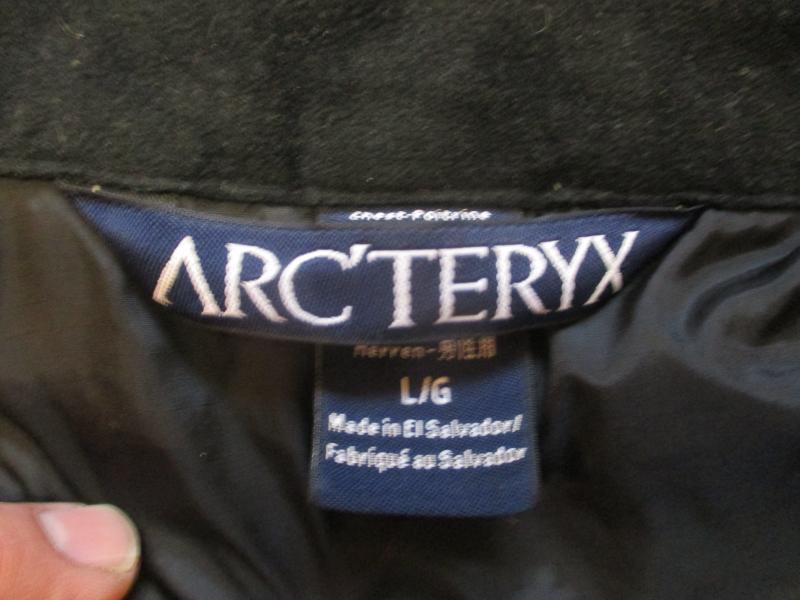 Chest-Poitrine
ARC'TERYX
Herren-男性用
L/G
Made in El Salvador/
Fabriqué au Salvador